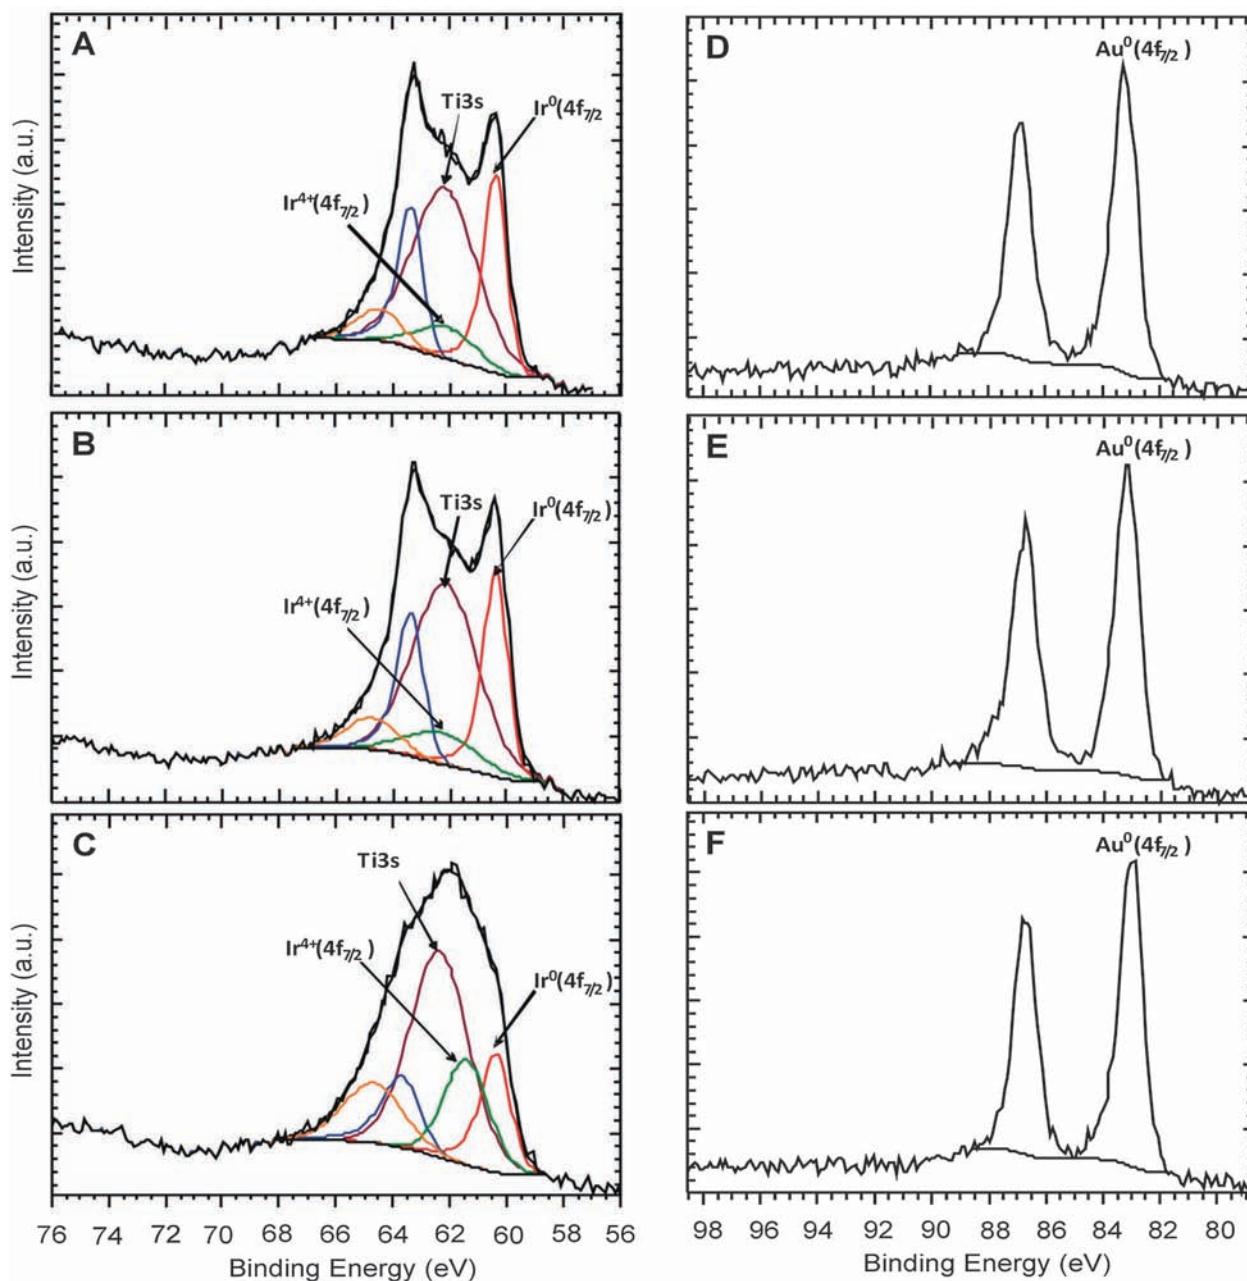 A
Ti3s
Ir⁰(4f₇/₂
Ir⁴⁺(4f₇/₂)
Intensity (a.u.)
B
Ti3s
Ir⁰(4f₇/₂)
Ir⁴⁺(4f₇/₂)
Intensity (a.u.)
C
Ti3s
Ir⁴⁺(4f₇/₂)
Ir⁰(4f₇/₂)
Intensity (a.u.)
76 74 72 70 68 66 64 62 60 58 56
Binding Energy (eV)
D
Au⁰(4f₇/₂)
E
Au⁰(4f₇/₂)
F
Au⁰(4f₇/₂)
98 96 94 92 90 88 86 84 82 80
Binding Energy (eV)